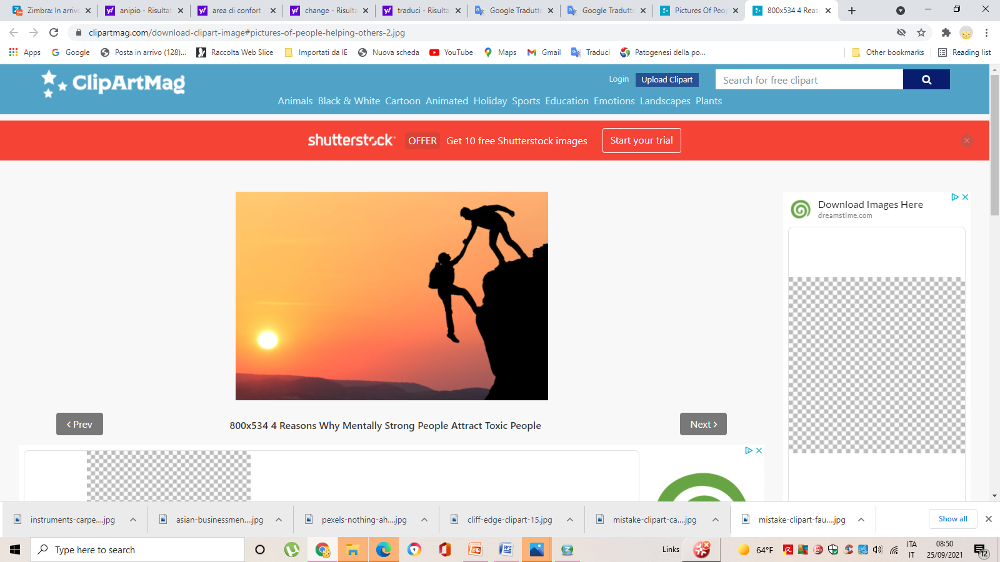 Zimbra: In arrivo
anipio - Risultat
area di confort -
change - Risulta
traduci - Risulta
Google Tradutto
Google Tradutto
Pictures Of Peop
800x534 4 Reas
clipartmag.com/download-clipart-image#pictures-of-people-helping-others-2.jpg
Apps
Google
Posta in arrivo (128)...
Raccolta Web Slice
Importati da IE
Nuova scheda
YouTube
Maps
Gmail
Traduci
Patogenesi della po...
Other bookmarks
Reading list
ClipArtMag
Login
Upload Clipart
Search for free clipart
Animals Black & White Cartoon Animated Holiday Sports Education Emotions Landscapes Plants
shutterstock
OFFER
Get 10 free Shutterstock images
Start your trial
Download Images Here
dreamstime.com
‹ Prev
800x534 4 Reasons Why Mentally Strong People Attract Toxic People
Next ›
instruments-carpe....jpg
asian-businessmen....jpg
pexels-nothing-ah....jpg
cliff-edge-clipart-15.jpg
mistake-clipart-ca....jpg
mistake-clipart-fau....jpg
Show all
Type here to search
Links
64°F
ITA
IT
08:50
25/09/2021
12